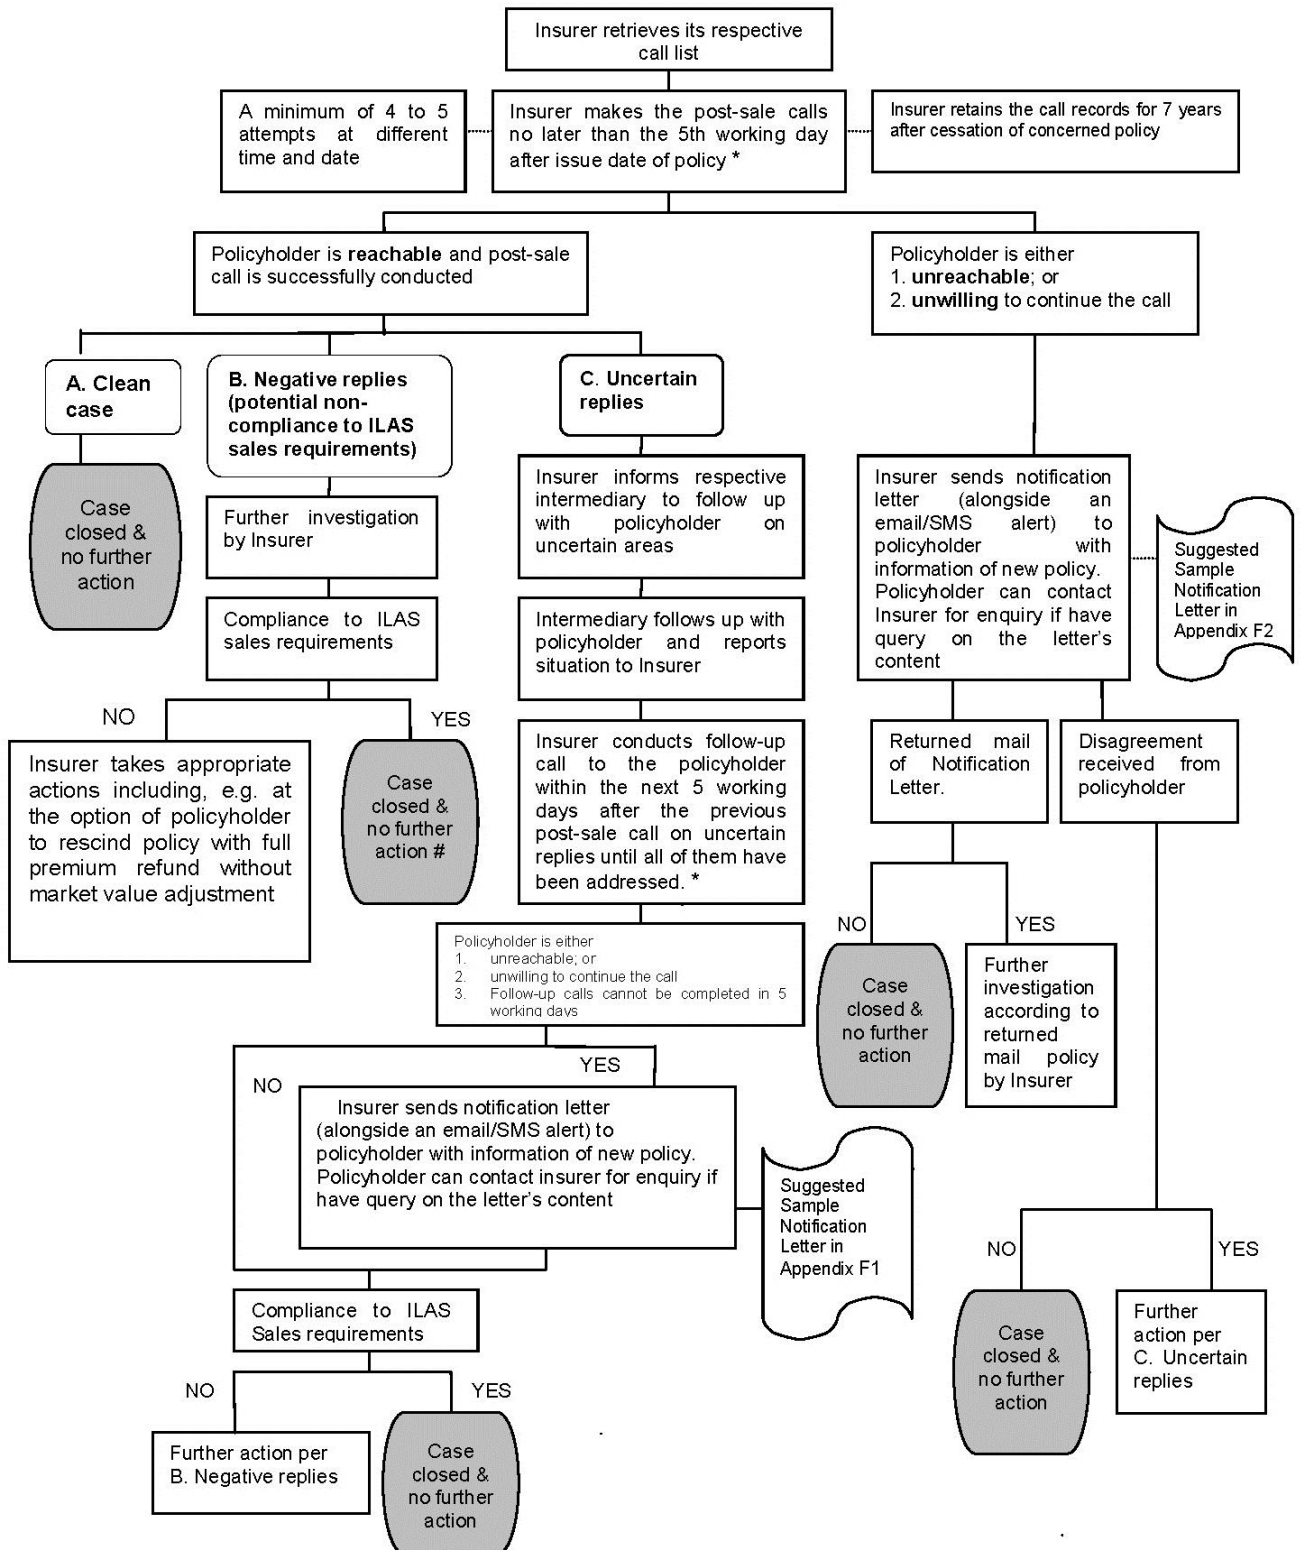 Insurer retrieves its respective
call list
A minimum of 4 to 5
attempts at different
time and date
Insurer makes the post-sale calls
no later than the 5th working day
after issue date of policy *
Insurer retains the call records for 7 years
after cessation of concerned policy
Policyholder is reachable and post-sale
call is successfully conducted
Policyholder is either
1. unreachable; or
2. unwilling to continue the call
A. Clean
case
B. Negative replies
(potential non-
compliance to ILAS
sales requirements)
C. Uncertain
replies
Case
closed &
no further
action
Further investigation
by Insurer
Compliance to ILAS
sales requirements
NO
YES
Insurer takes appropriate
actions including, e.g. at
the option of policyholder
to rescind policy with full
premium refund without
market value adjustment
Case
closed &
no further
action #
Insurer informs respective
intermediary to follow up
with policyholder on
uncertain areas
Intermediary follows up with
policyholder and reports
situation to Insurer
Insurer conducts follow-up
call to the policyholder
within the next 5 working
days after the previous
post-sale call on uncertain
replies until all of them have
been addressed. *
Policyholder is either
1. unreachable; or
2. unwilling to continue the call
3. Follow-up calls cannot be completed in 5
working days
NO
YES
Insurer sends notification letter
(alongside an email/SMS alert) to
policyholder with information of new policy.
Policyholder can contact insurer for enquiry if
have query on the letter's content
Suggested
Sample
Notification
Letter in
Appendix F1
Compliance to ILAS
Sales requirements
NO
YES
Further action per
B. Negative replies
Case
closed &
no further
action
Insurer sends notification
letter (alongside an
email/SMS alert) to
policyholder with
information of new policy.
Policyholder can contact
Insurer for enquiry if have
query on the letter's
content
Suggested
Sample
Notification
Letter in
Appendix F2
Returned mail
of Notification
Letter.
Disagreement
received from
policyholder
NO
YES
Case
closed &
no further
action
Further
investigation
according to
returned
mail policy
by Insurer
NO
YES
Case
closed &
no further
action
Further
action per
C. Uncertain
replies